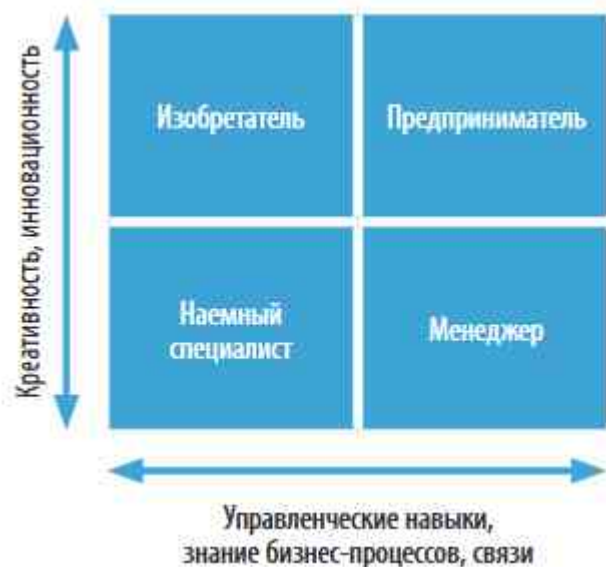 Креативность, инновационность
Изобретатель
Предприниматель
Наемный
специалист
Менеджер
Управленческие навыки,
знание бизнес-процессов, связи